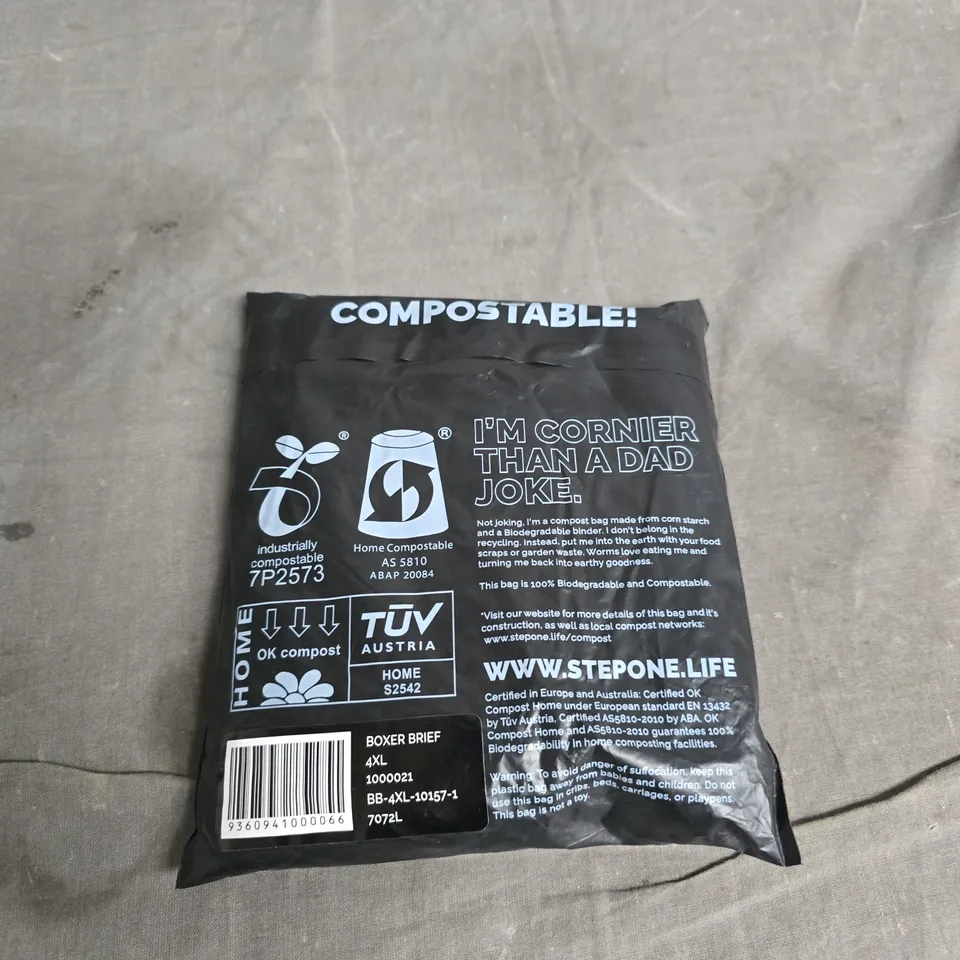 COMPOSTABLE!
I'M CORNIER
THAN A DAD
JOKE.
Not joking, I'm a compost bag made from corn starch
and a Biodegradable binder. I don't belong in the
recycling. Instead, put me into the earth with your food
scraps or garden waste. Worms love eating me and
turning me back into earthy goodness.
This bag is 100% Biodegradable and Compostable.
*Visit our website for more details of this bag and it's
construction, as well as local compost networks:
www.stepone.life/compost
WWW.STEPONE.LIFE
Certified in Europe and Australia: Certified OK
Compost Home under European standard EN 13432
by Tüv Austria. Certified AS5810-2010 by ABA. OK
Compost Home and AS5810-2010 guarantees 100%
Biodegradability in home composting facilities.
Warning: To avoid danger of suffocation, keep this
plastic bag away from babies and children. Do not
use this bag in cribs, beds, carriages, or playpens.
This bag is not a toy.
®
industrially
compostable
7P2573
®
Home Compostable
AS 5810
ABAP 20084
HOME
OK compost
TÜV
AUSTRIA
HOME
S2542
BOXER BRIEF
4XL
1000021
BB-4XL-10157-1
7072L
9360941000066